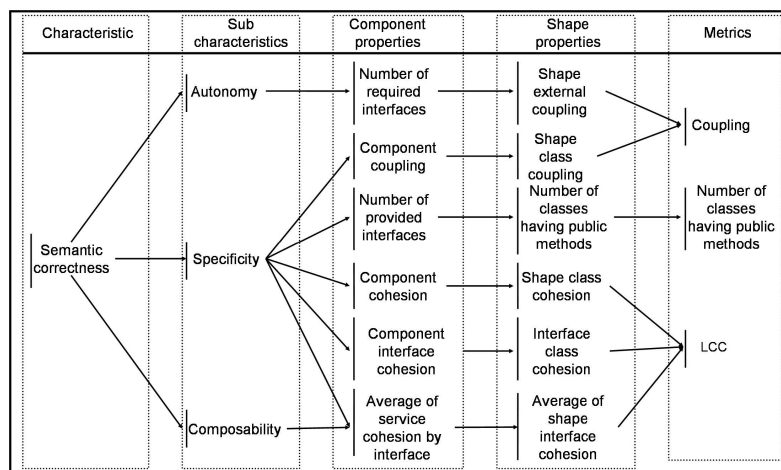 Characteristic
Sub
characteristics
Component
properties
Shape
properties
Metrics
Autonomy
Number of
required
interfaces
Shape
external
coupling
Coupling
Component
coupling
Shape
class
coupling
Number of
provided
interfaces
Number of
classes
having public
methods
Number of
classes
having public
methods
Semantic
correctness
Specificity
Component
cohesion
Shape class
cohesion
Component
interface
cohesion
Interface
class
cohesion
LCC
Composability
Average of
service
cohesion by
interface
Average of
shape
interface
cohesion